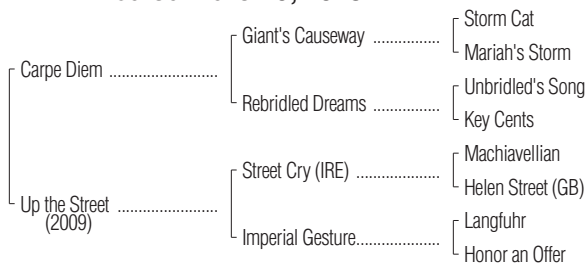 Storm Cat
Giant's Causeway ..................
Mariah's Storm
Carpe Diem ........................
Unbridled's Song
Rebridled Dreams ................
Key Cents
Machiavellian
Street Cry (IRE) ...................
Helen Street (GB)
Up the Street ......................
(2009)
Langfuhr
Imperial Gesture..................
Honor an Offer